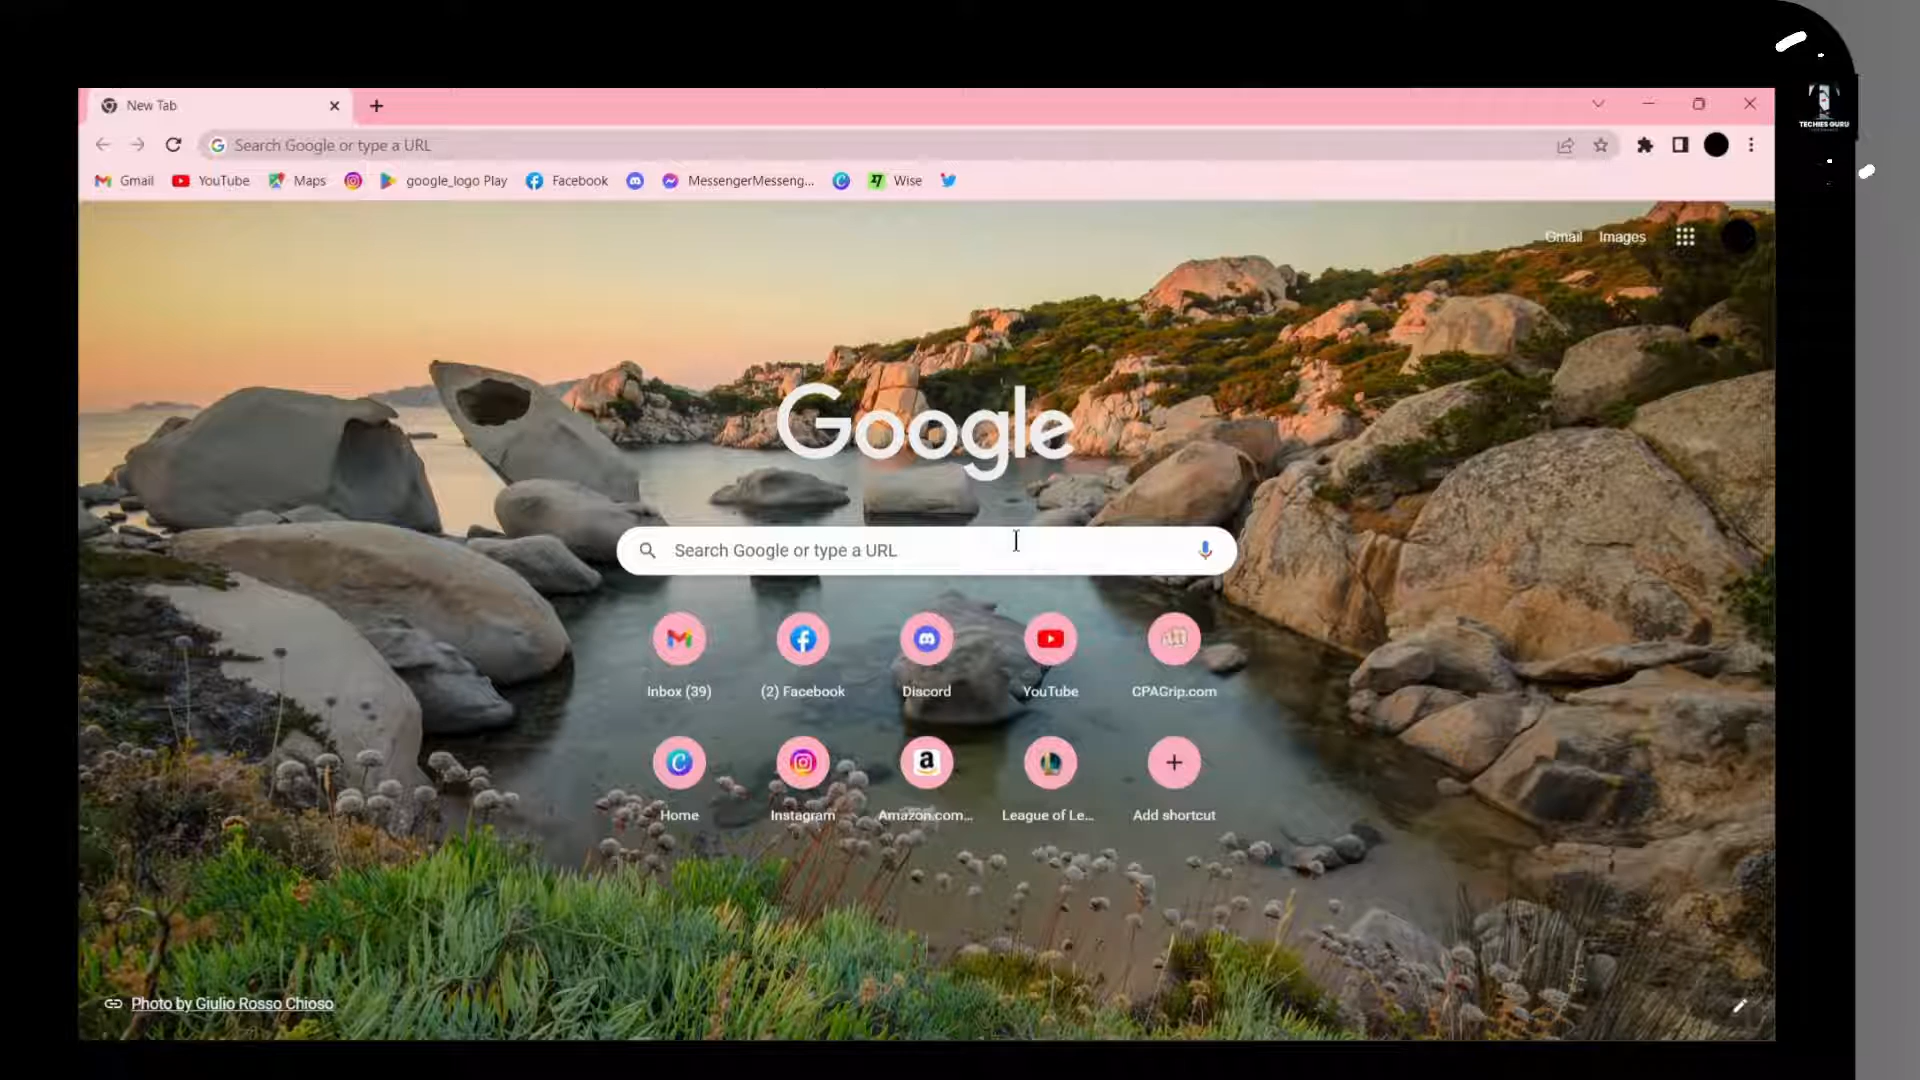 New Tab
TECHIES GURU
Search Google or type a URL
Gmail YouTube Maps google_logo Play Facebook MessengerMesseng... Wise
Gmail Images
Google
Search Google or type a URL
Inbox (39) (2) Facebook Discord YouTube CPAGrip.com
Home Instagram Amazon.com... League of Le... Add shortcut
Photo by Giulio Rosso Chioso